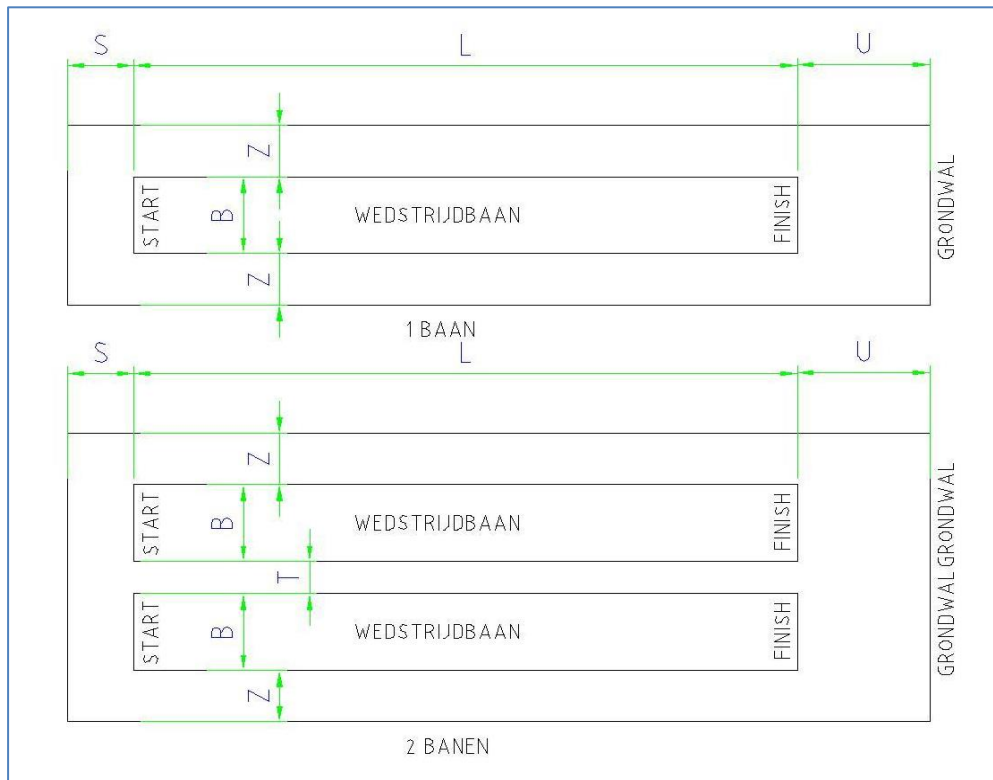 S L U
Z
START B WEDSTRIJDBAAN FINISH GRONDWAL
Z
1 BAAN
S L U
Z
START B WEDSTRIJDBAAN FINISH GRONDWAL
T
START B WEDSTRIJDBAAN FINISH GRONDWAL
Z
2 BANEN